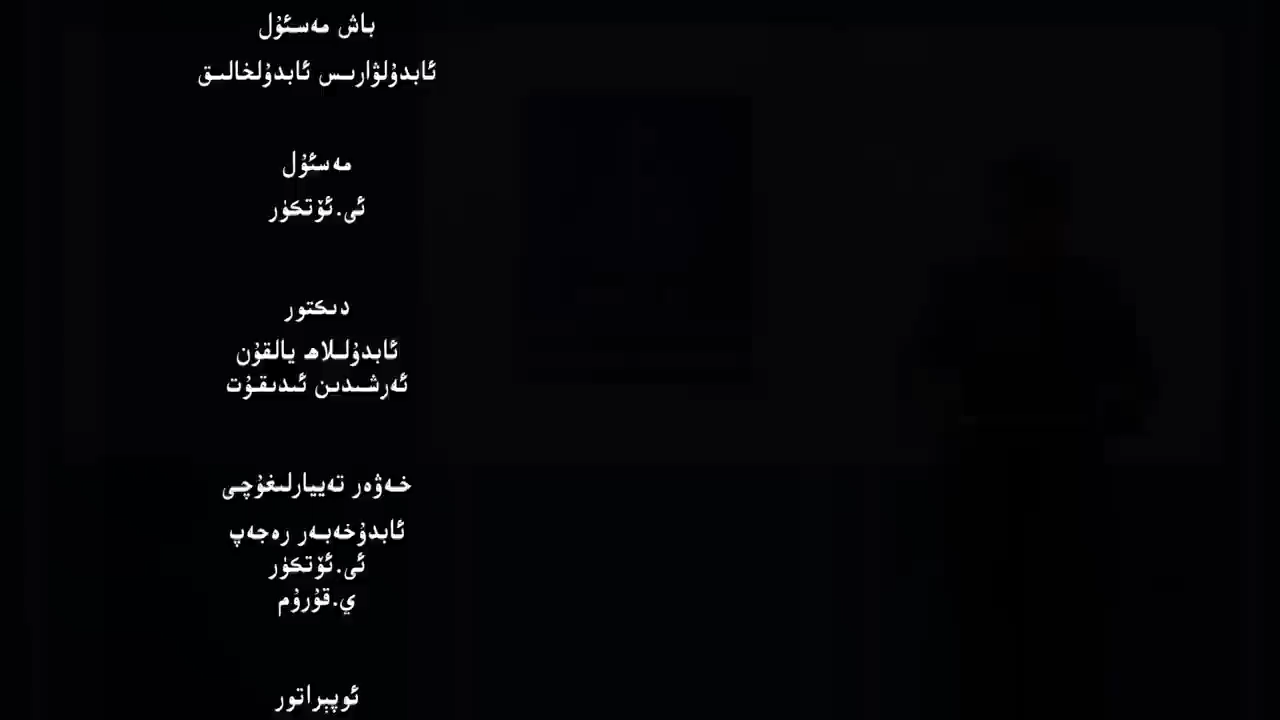 باش مەسئۇل
ئابدۇلۋارىس ئابدۇلخالىق
مەسئۇل
ئى.ئۆتكۈر
دىكتور
ئابدۇللاھ يالقۇن
ئەرشىدىن ئىدىقۇت
خەۋەر تەييارلىغۇچى
ئابدۇخەبەر رەجەپ
ئى.ئۆتكۈر
ي.قۇرۇم
ئوپېراتور